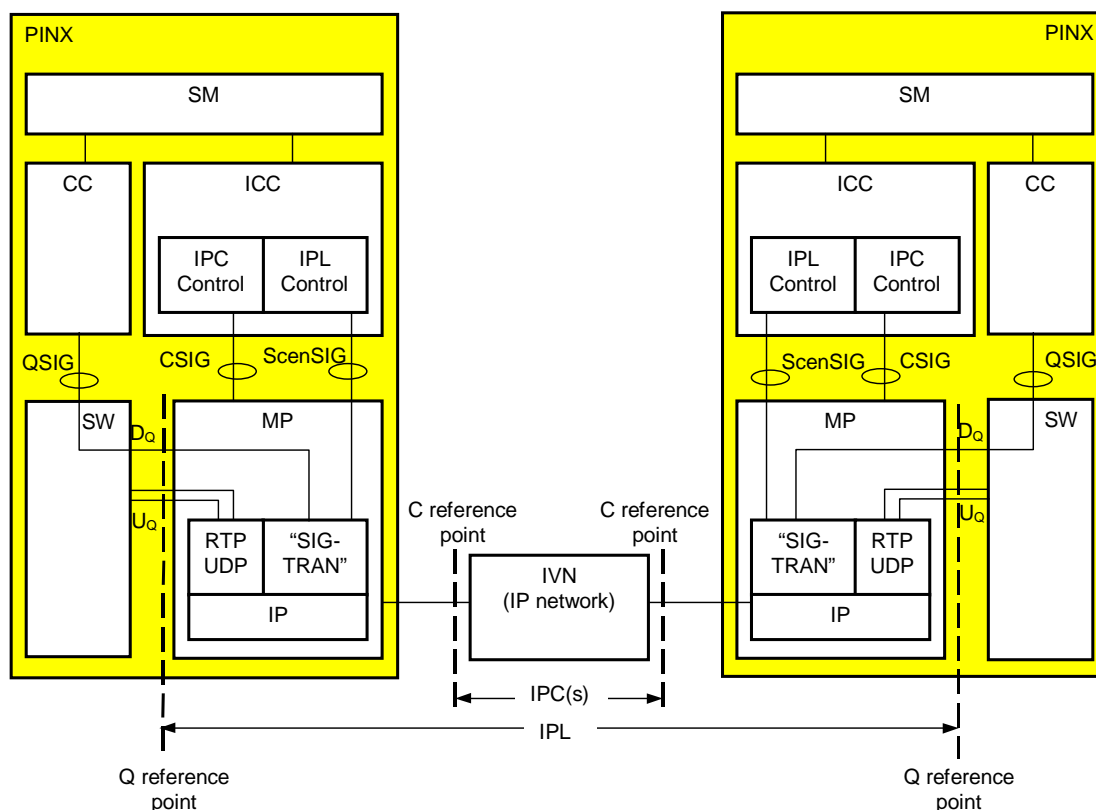 PINX
PINX
SM
SM
CC
ICC
ICC
CC
IPC
Control
IPL
Control
IPL
Control
IPC
Control
QSIG
CSIG
ScenSIG
ScenSIG
CSIG
QSIG
SW
MP
MP
SW
DQ
DQ
UQ
UQ
C reference
point
C reference
point
RTP
UDP
“SIG-
TRAN”
IP
IVN
(IP network)
“SIG-
TRAN”
RTP
UDP
IP
IPC(s)
IPL
Q reference
point
Q reference
point